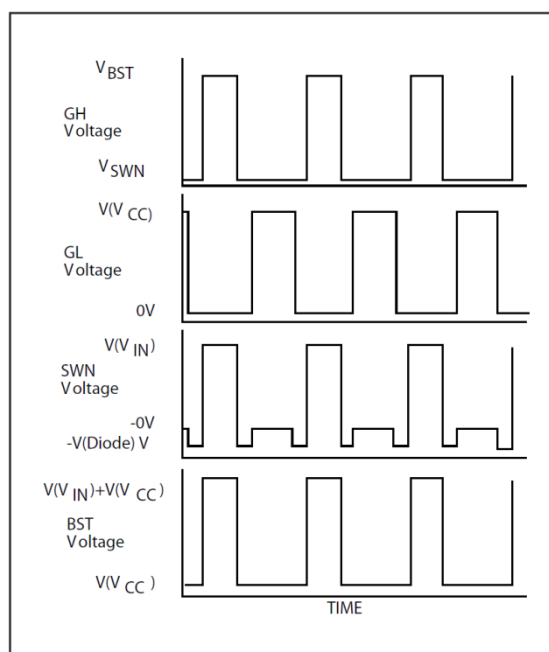 VBST
GH
Voltage
VSWN
V(VCC)
GL
Voltage
0V
V(VIN)
SWN
Voltage
-0V
-V(Diode) V
V(VIN)+V(VCC)
BST
Voltage
V(VCC)
TIME